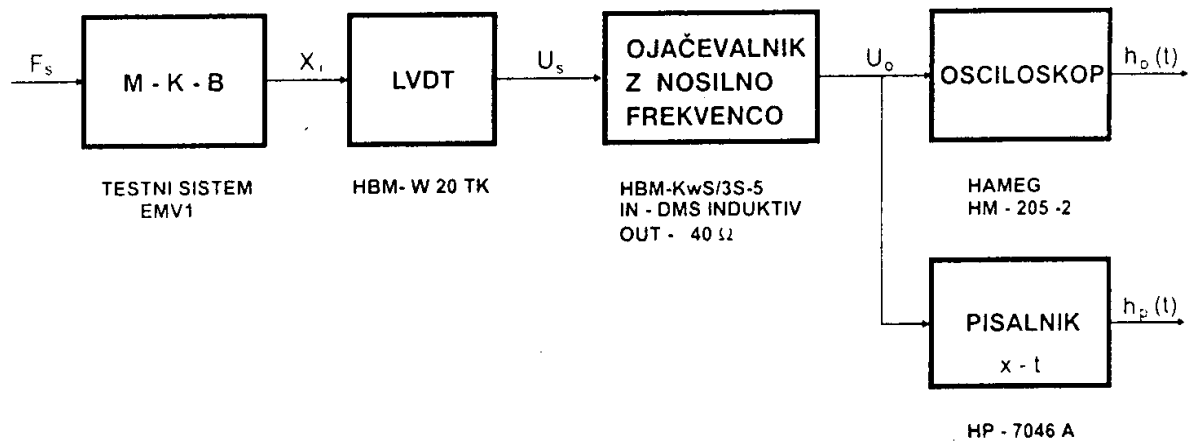 F_s
M - K - B
X_i
LVDT
U_s
OJAČEVALNIK
Z NOSILNO
FREKVENCO
U_o
OSCILOSKOP
h_o(t)
TESTNI SISTEM
EMV1
HBM- W 20 TK
HBM-KwS/3S-5
IN - DMS INDUKTIV
OUT - 40 Ω
HAMEG
HM - 205 -2
PISALNIK
x - t
h_p(t)
HP - 7046 A